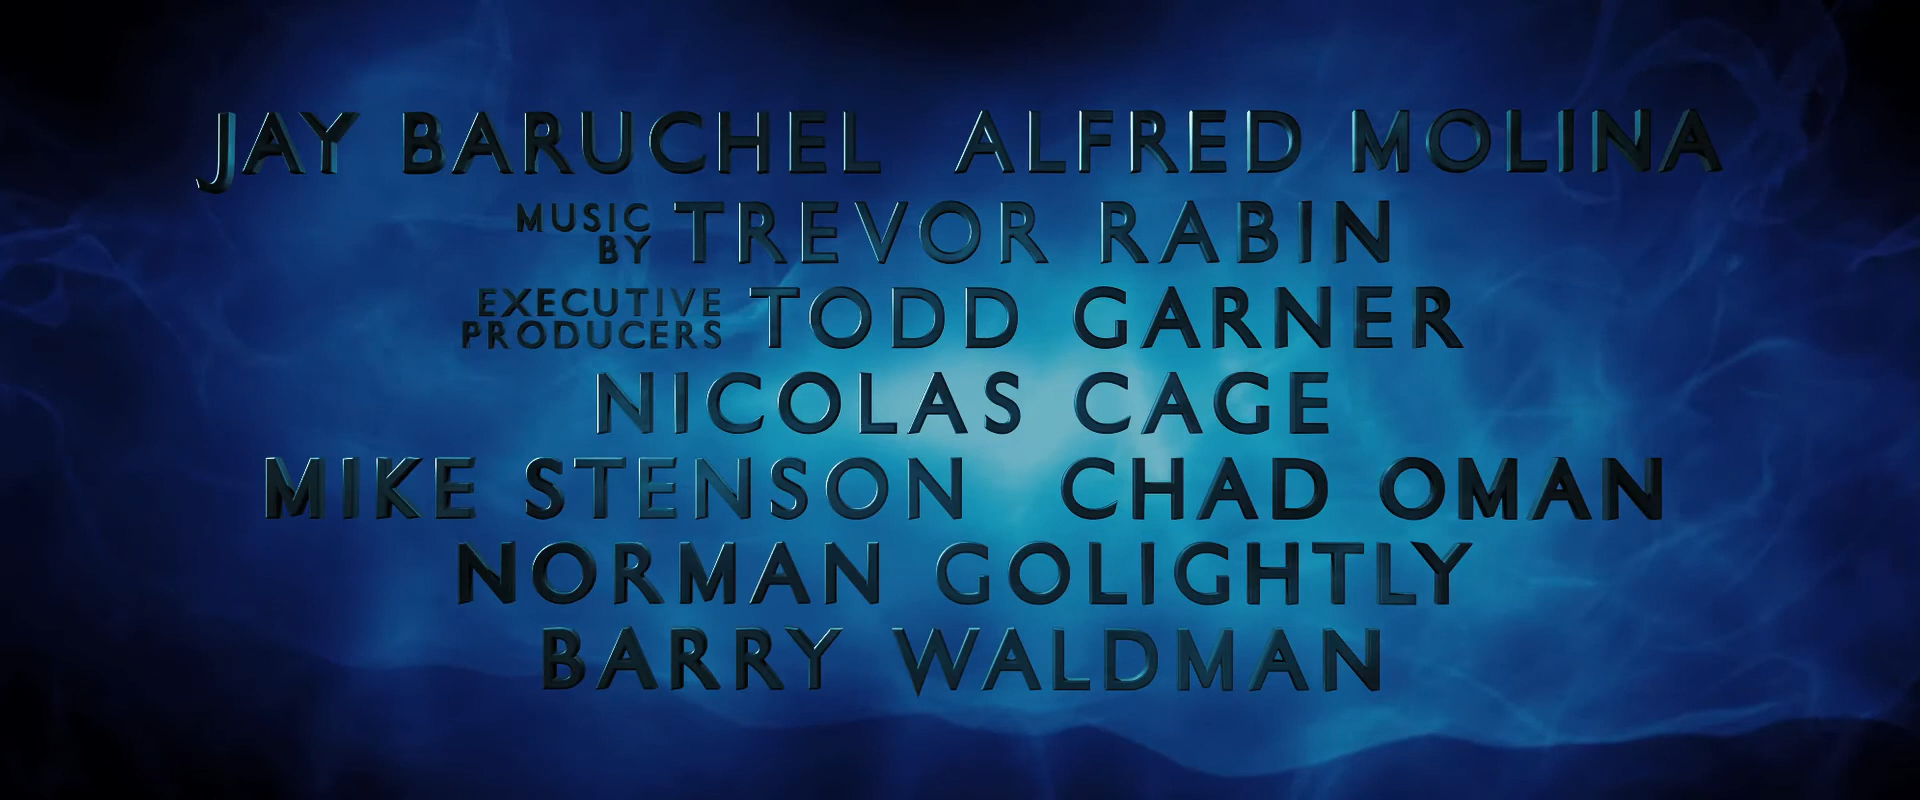 JAY BARUCHEL ALFRED MOLINA
MUSIC BY TREVOR RABIN
EXECUTIVE PRODUCERS TODD GARNER
NICOLAS CAGE
MIKE STENSON CHAD OMAN
NORMAN GOLIGHTLY
BARRY WALDMAN